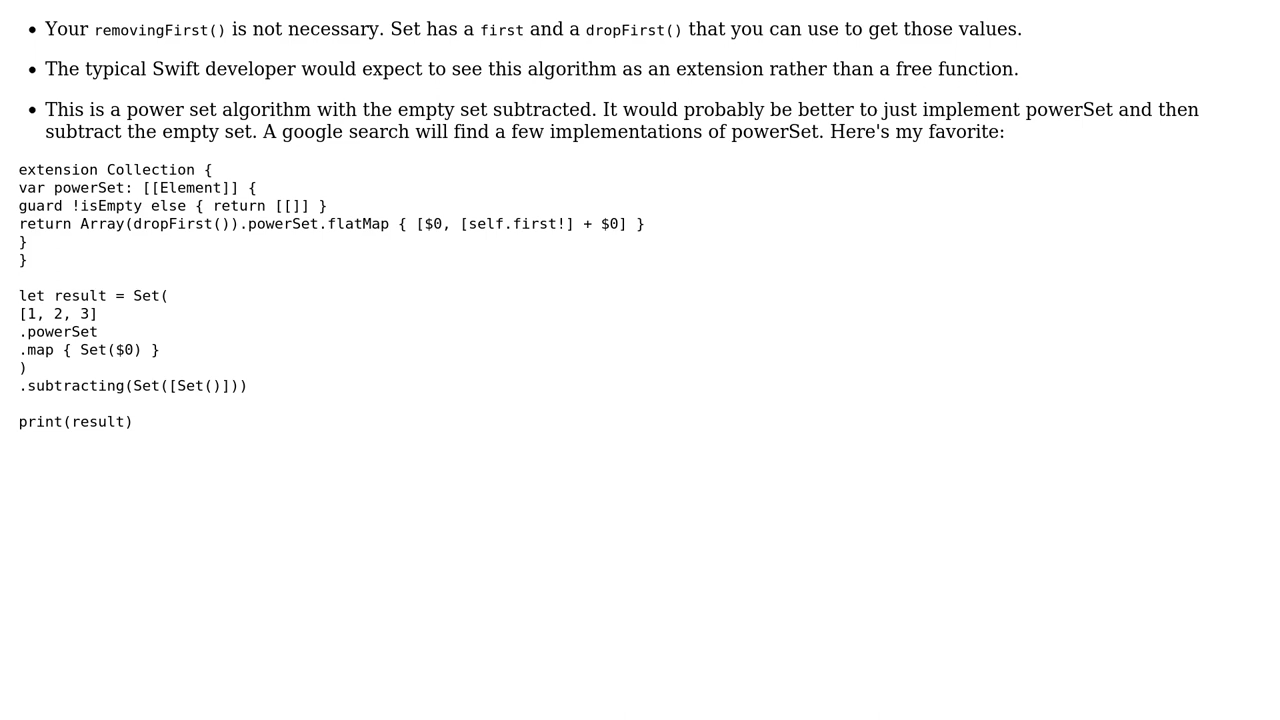 Your removingFirst() is not necessary. Set has a first and a dropFirst() that you can use to get those values.
The typical Swift developer would expect to see this algorithm as an extension rather than a free function.
This is a power set algorithm with the empty set subtracted. It would probably be better to just implement powerSet and then
subtract the empty set. A google search will find a few implementations of powerSet. Here's my favorite:
extension Collection {
var powerSet: [[Element]] {
guard !isEmpty else { return [[]] }
return Array(dropFirst()).powerSet.flatMap { [$0, [self.first!] + $0] }
}
}
let result = Set(
[1, 2, 3]
.powerSet
.map { Set($0) }
)
.subtracting(Set([Set()]))
print(result)